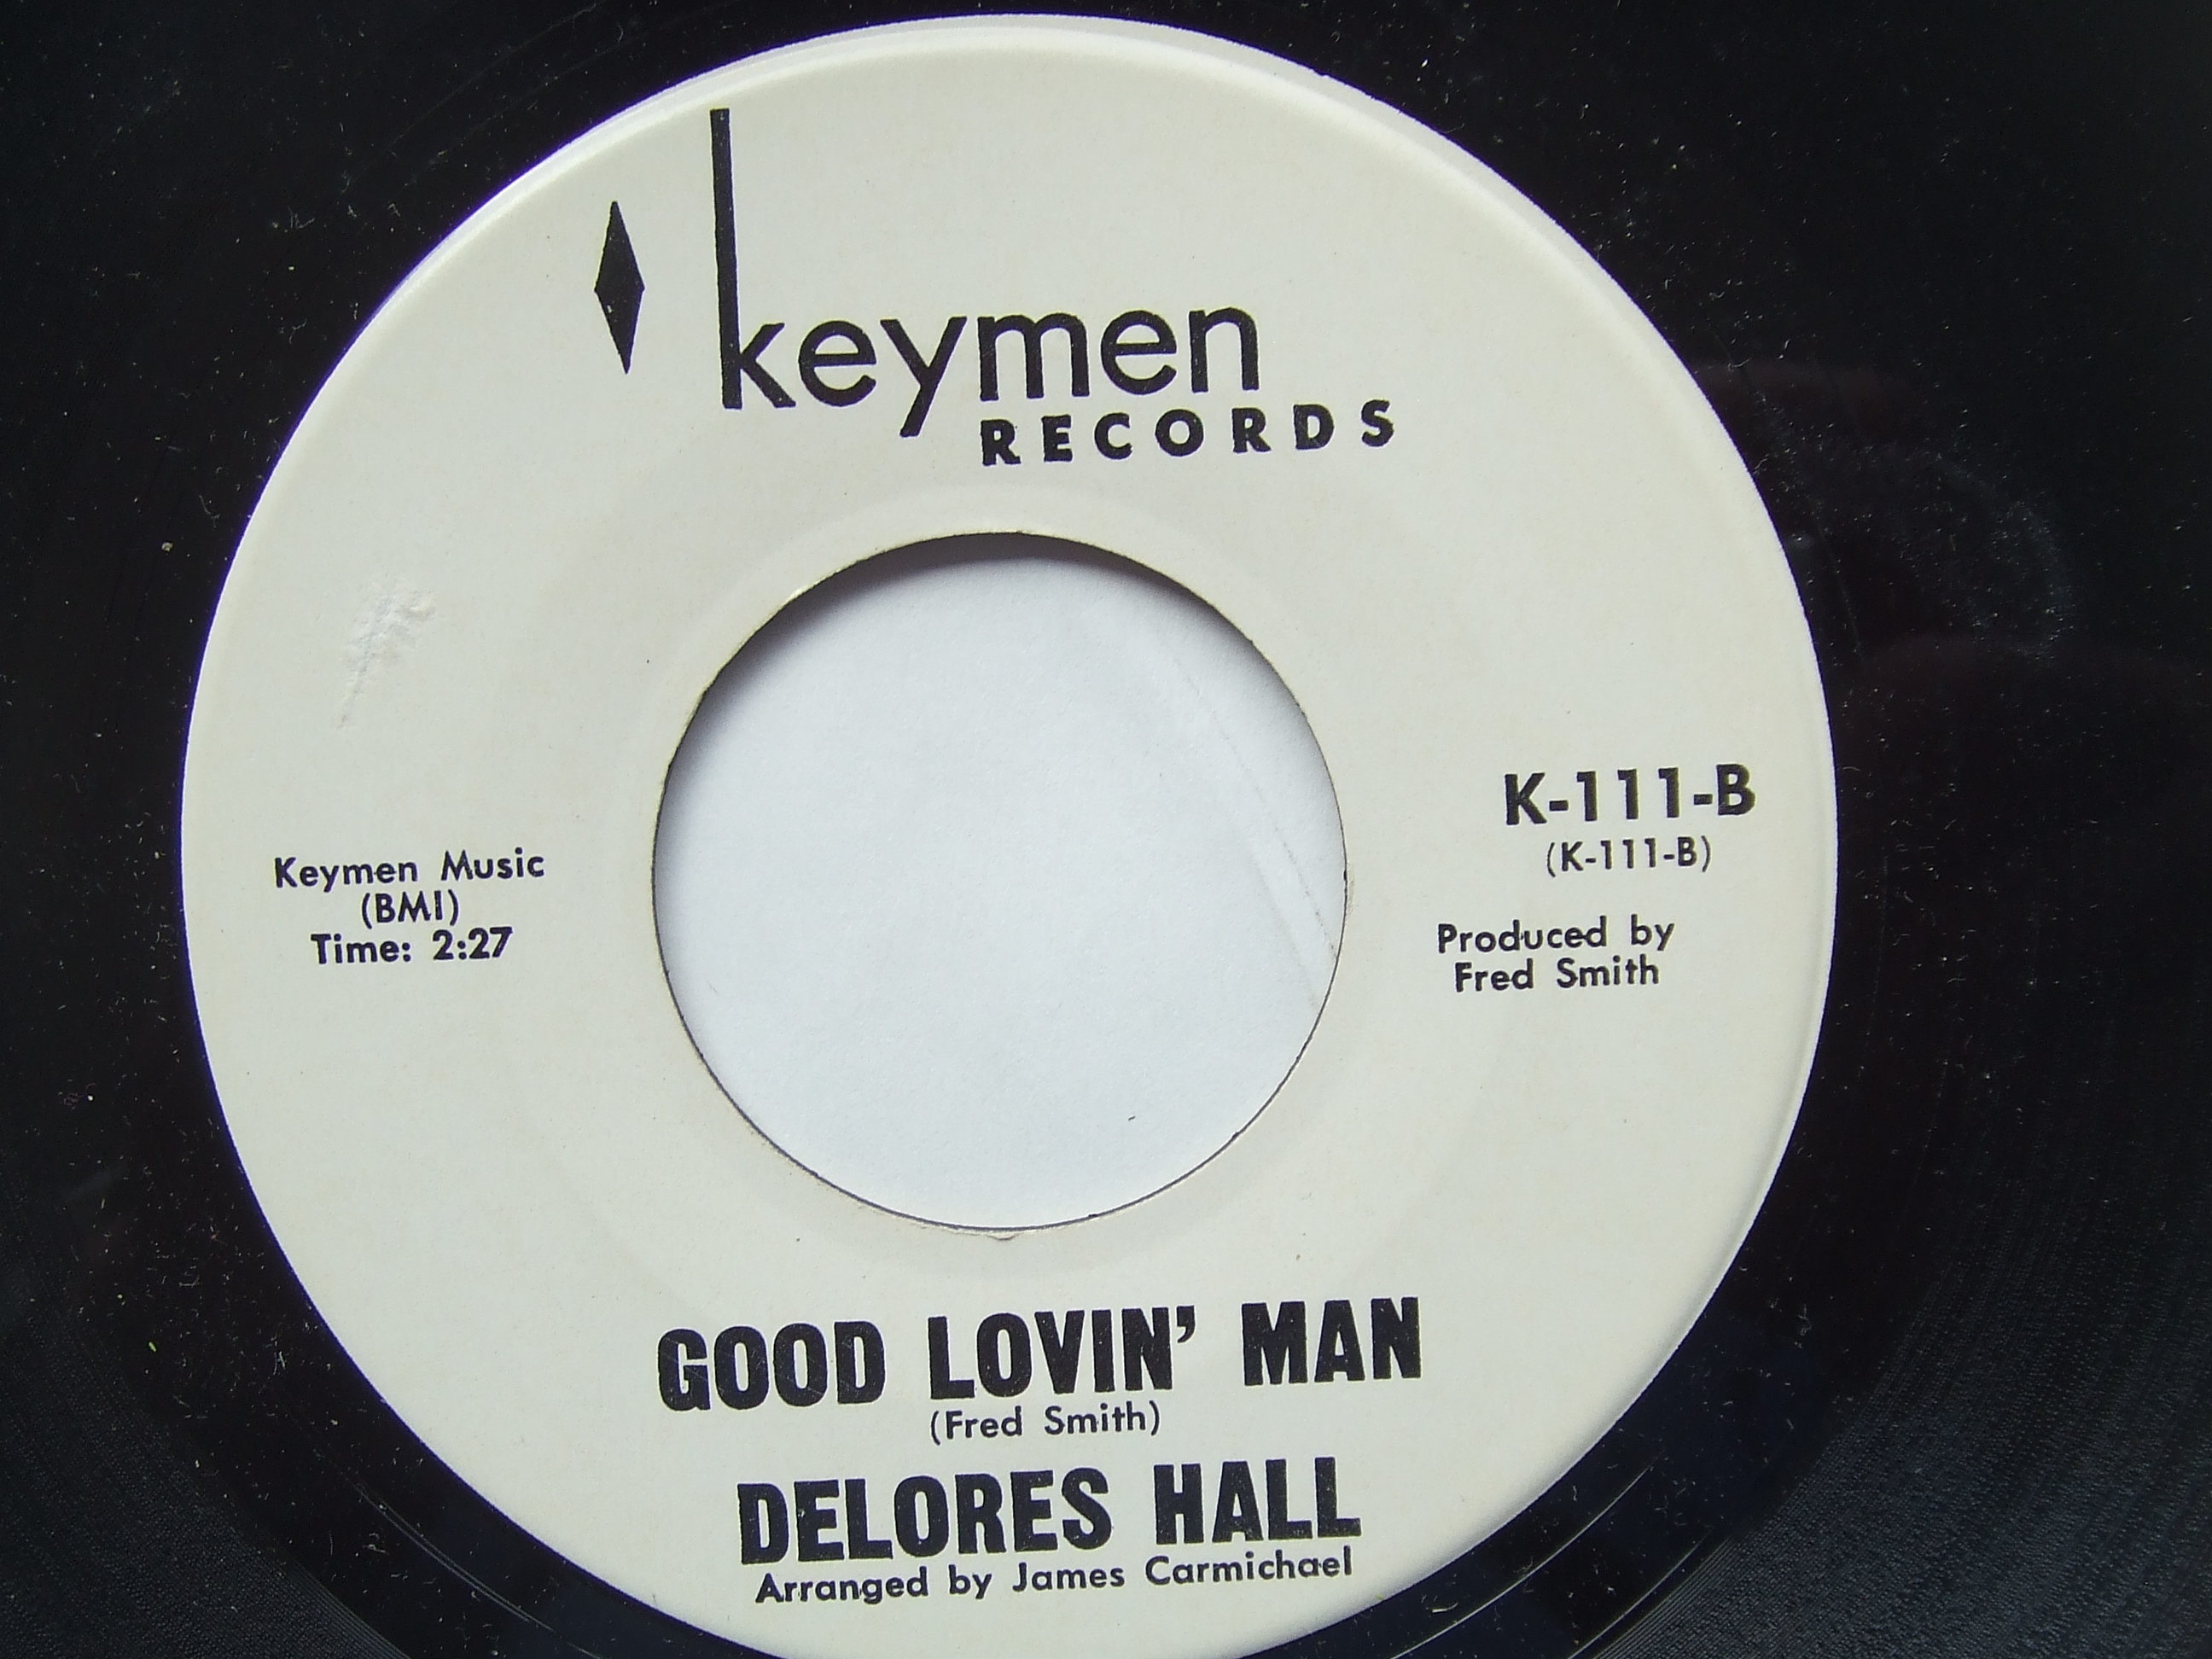 keymen
RECORDS
K-111-B
(K-111-B)
Keymen Music
(BMI)
Time: 2:27
Produced by
Fred Smith
GOOD LOVIN' MAN
(Fred Smith)
DELORES HALL
Arranged by James Carmichael